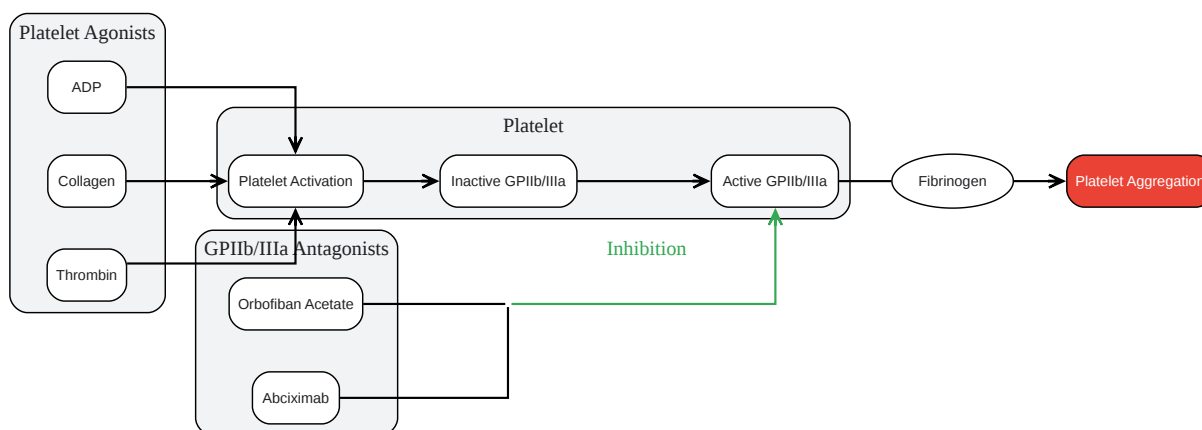 Platelet Agonists
ADP
Collagen
Thrombin
Platelet
Platelet Activation
Inactive GPIIb/IIIa
Active GPIIb/IIIa
Fibrinogen
Platelet Aggregation
GPIIb/IIIa Antagonists
Orbofiban Acetate
Abciximab
Inhibition